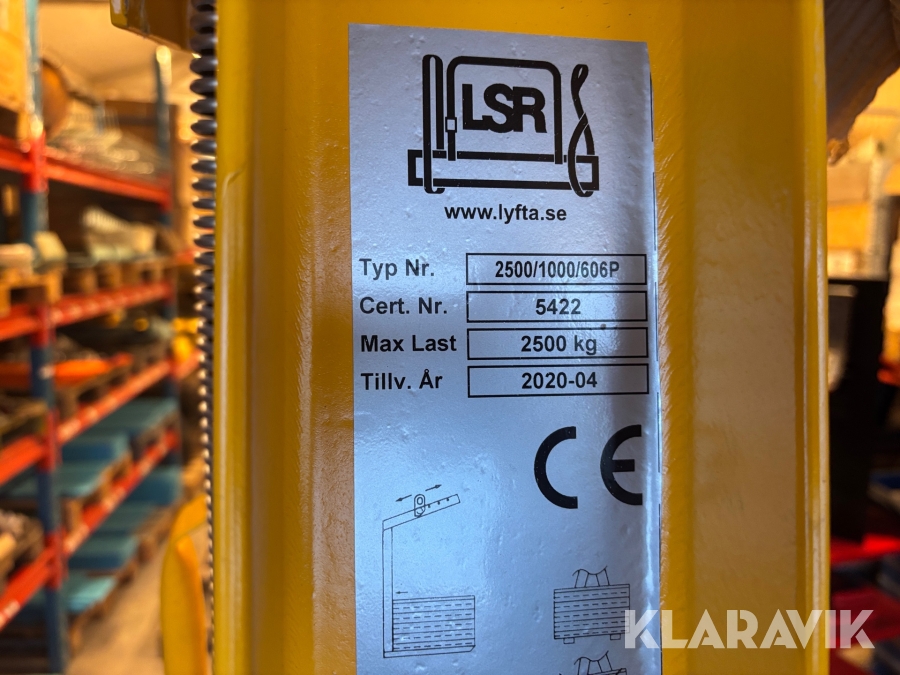 LSR
www.lyfta.se
Typ Nr. 2500/1000/606P
Cert. Nr. 5422
Max Last 2500 kg
Tillv. År 2020-04
CE
KLARAVIK